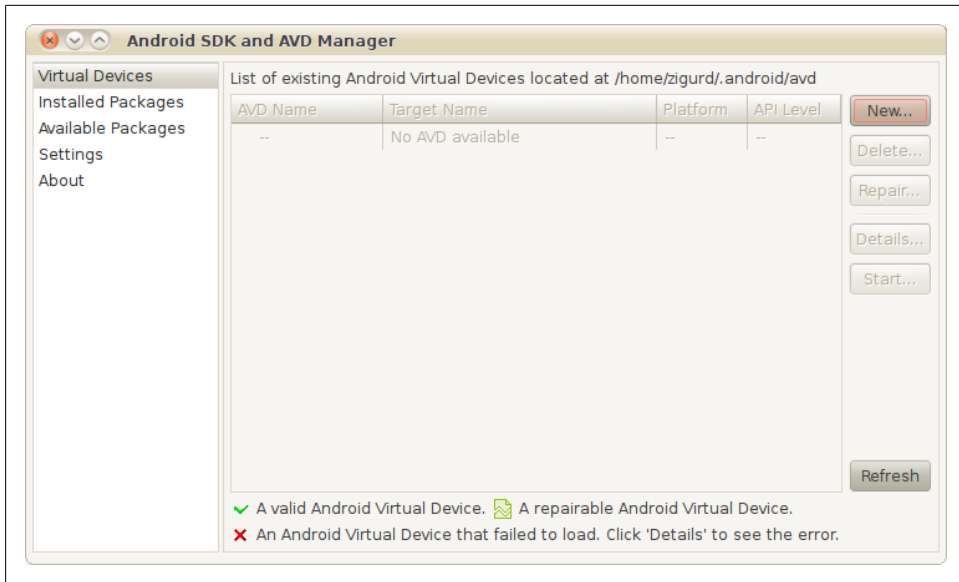 Android SDK and AVD Manager
Virtual Devices
Installed Packages
Available Packages
Settings
About
List of existing Android Virtual Devices located at /home/zigurd/.android/avd
AVD Name Target Name Platform API Level
-- No AVD available -- --
New...
Delete...
Repair...
Details...
Start...
Refresh
A valid Android Virtual Device. A repairable Android Virtual Device.
An Android Virtual Device that failed to load. Click 'Details' to see the error.